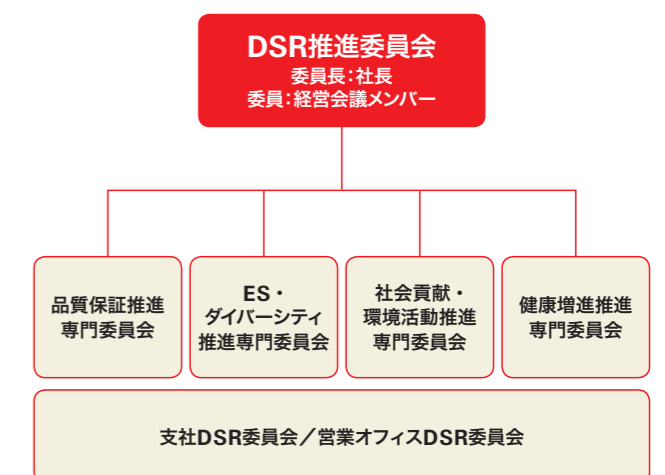 DSR推進委員会
委員長：社長
委員：経営会議メンバー
品質保証推進
専門委員会
ES・
ダイバーシティ
推進専門委員会
社会貢献・
環境活動推進
専門委員会
健康増進推進
専門委員会
支社DSR委員会／営業オフィスDSR委員会